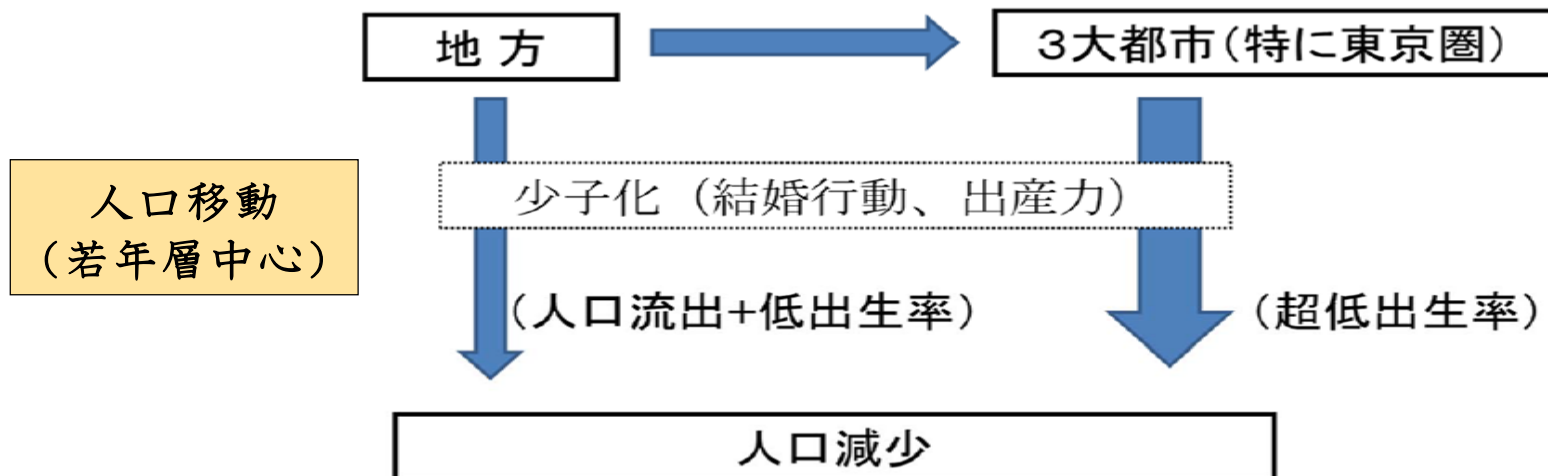 地 方
３大都市（特に東京圏）
人口移動
（若年層中心）
少子化（結婚行動、出産力）
（人口流出+低出生率）
（超低出生率）
人口減少